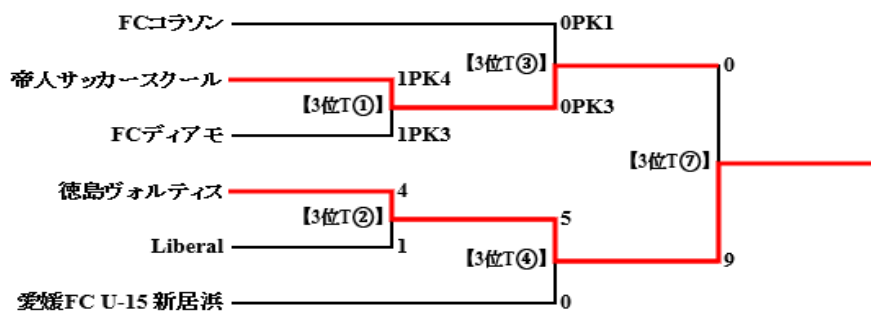 FCコラソン
0PK1
【3位T③】
0
帝人サッカースクール
1PK4
【3位T①】
0PK3
FCディアモ
1PK3
【3位T⑦】
徳島ヴォルティス
4
【3位T②】
5
Liberal
1
【3位T④】
9
愛媛FC U-15 新居浜
0